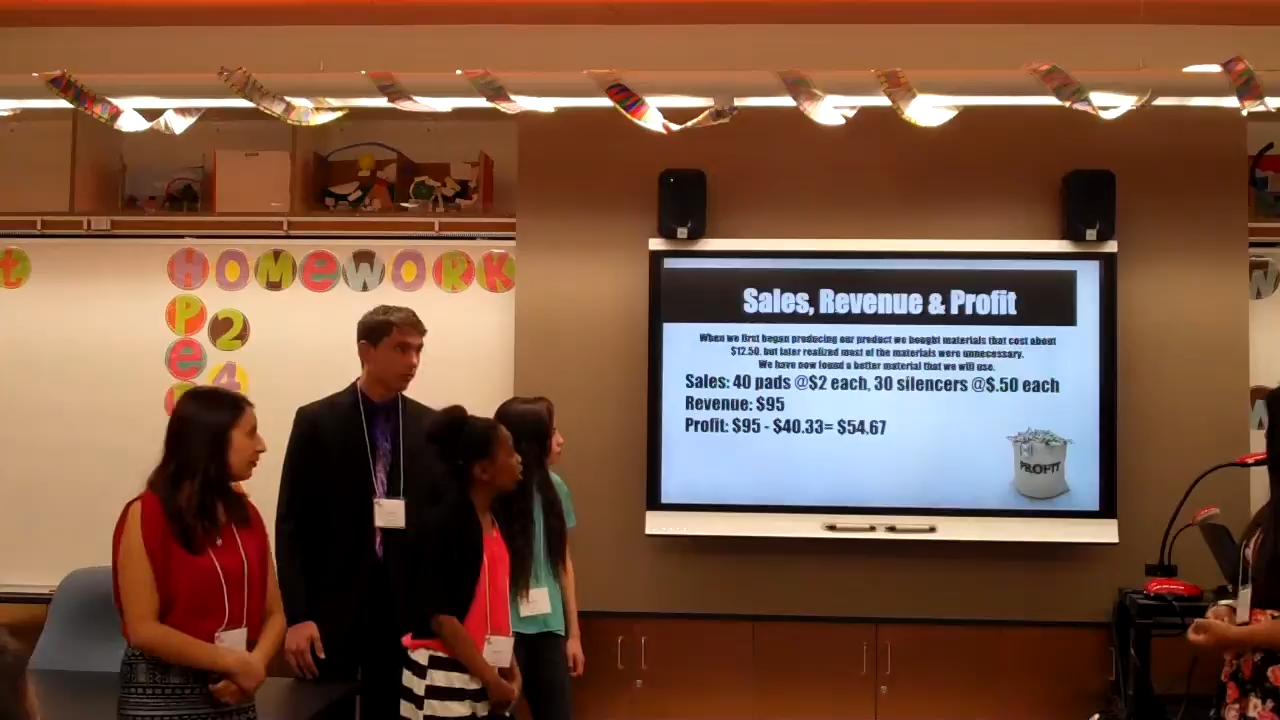 t
HOMEWORK
P 2
e 4
Sales, Revenue & Profit
When we first began producing our product we bought materials that cost about
$12.50, but later realized most of the materials were unnecessary.
We have now found a better material that we will use.
Sales: 40 pads @$2 each, 30 silencers @$.50 each
Revenue: $95
Profit: $95 - $40.33= $54.67
PROFIT
W